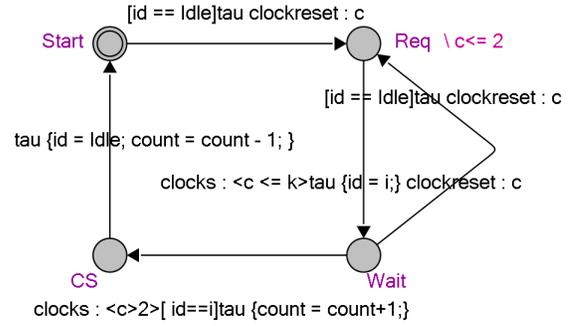 [id == Idle]tau clockreset : c
Start
Req \ c<= 2
[id == Idle]tau clockreset : c
tau {id = Idle; count = count - 1; }
clocks : <c <= k>tau {id = i;} clockreset : c
CS
Wait
clocks : <c>2>[ id==i]tau {count = count+1;}